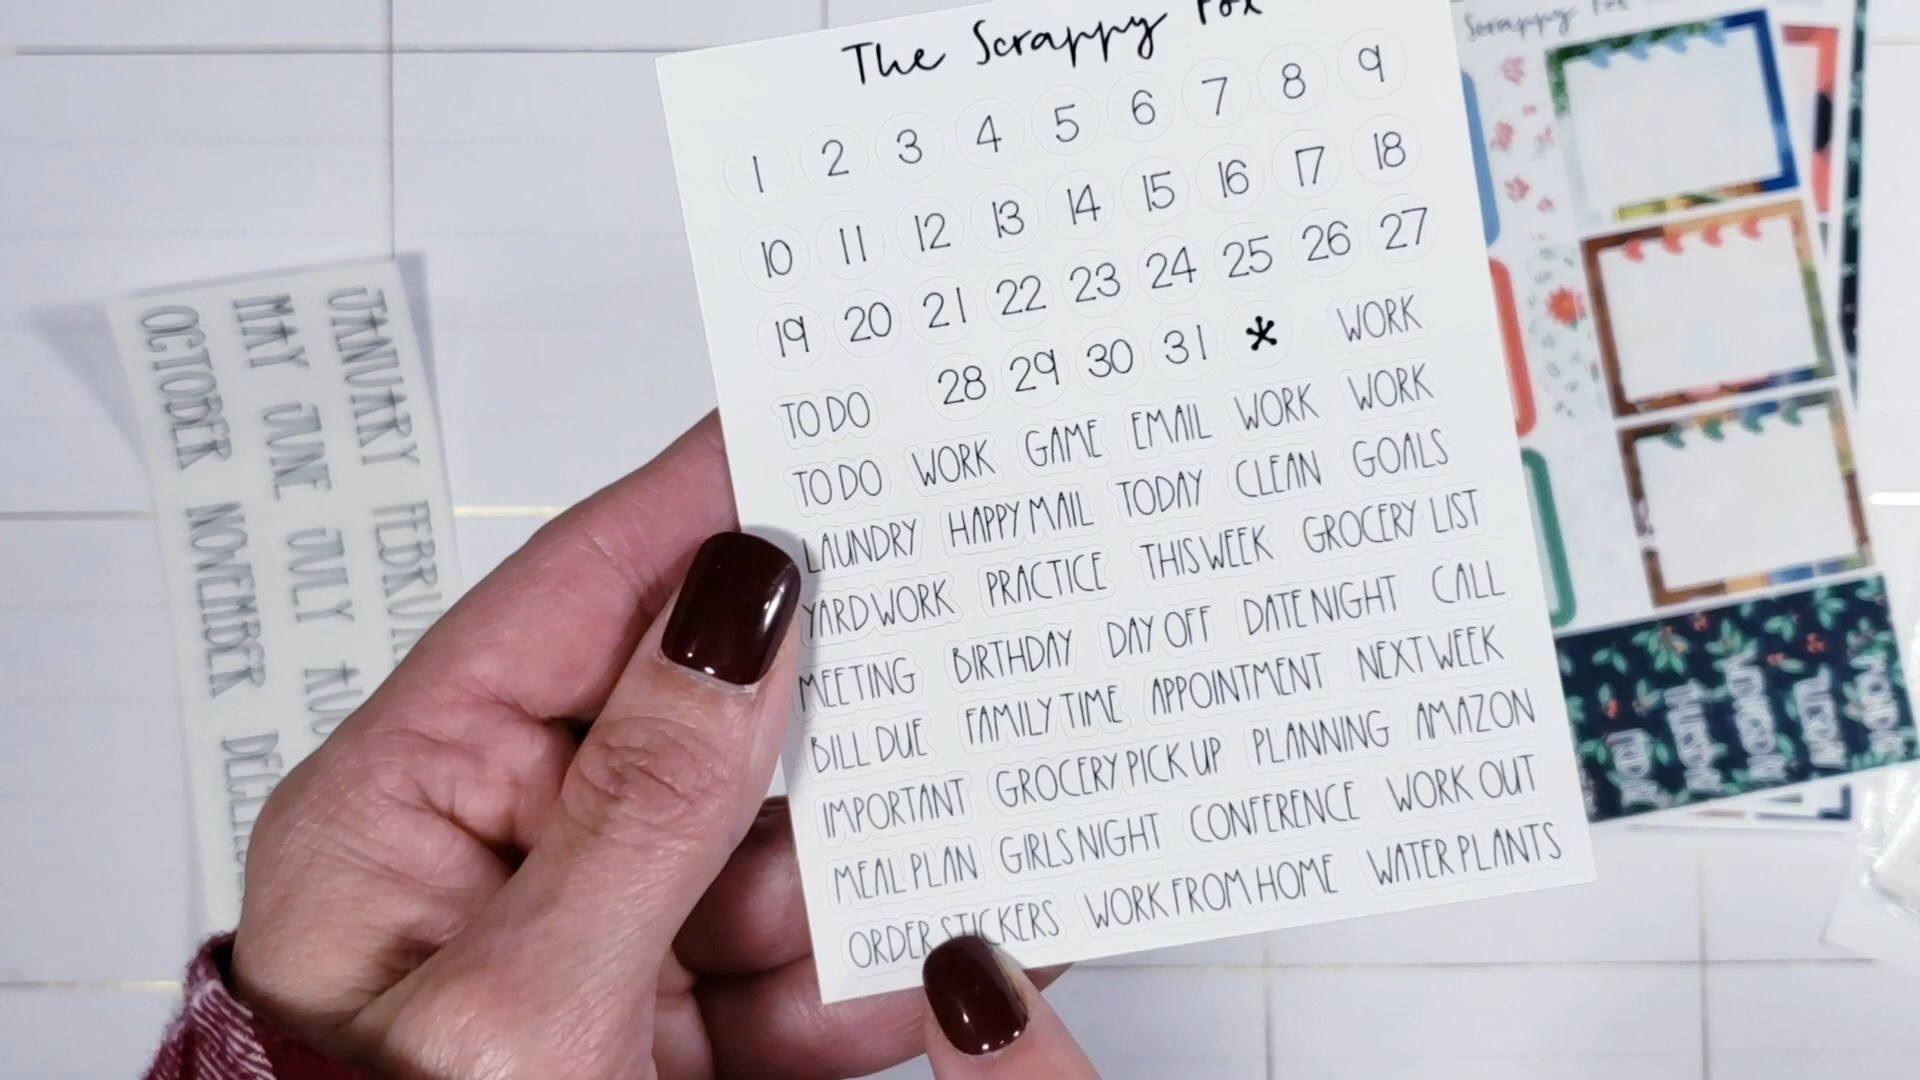 The Scrappy Fox
1 2 3 4 5 6 7 8 9
10 11 12 13 14 15 16 17 18
19 20 21 22 23 24 25 26 27
TO DO 28 29 30 31 * WORK
TO DO WORK GAME EMAIL WORK WORK
LAUNDRY HAPPY MAIL TODAY CLEAN GOALS
YARD WORK PRACTICE THIS WEEK GROCERY LIST
MEETING BIRTHDAY DAY OFF DATE NIGHT CALL
BILL DUE FAMILY TIME APPOINTMENT NEXT WEEK
IMPORTANT GROCERY PICK UP PLANNING AMAZON
MEAL PLAN GIRLS NIGHT CONFERENCE WORK OUT
ORDER STICKERS WORK FROM HOME WATER PLANTS
JANUARY
MAY JUNE JULY
OCTOBER NOVEMBER
Scrappy Fox